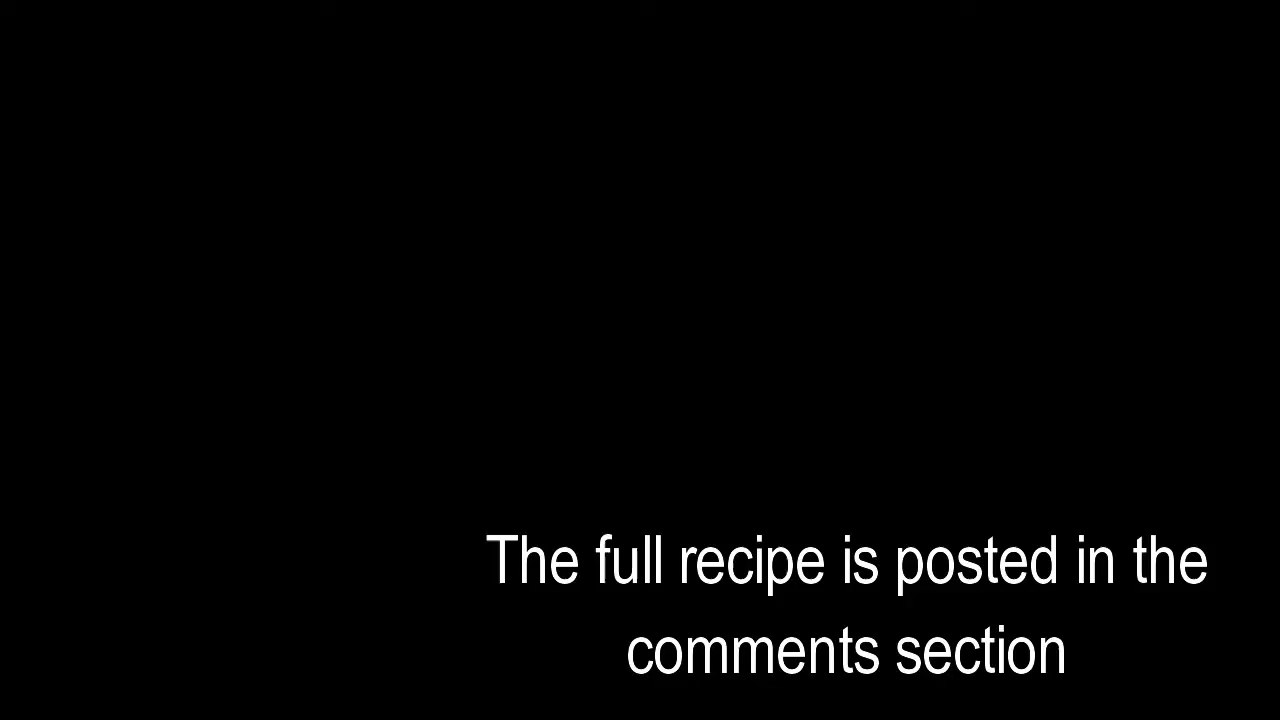 The full recipe is posted in the
comments section